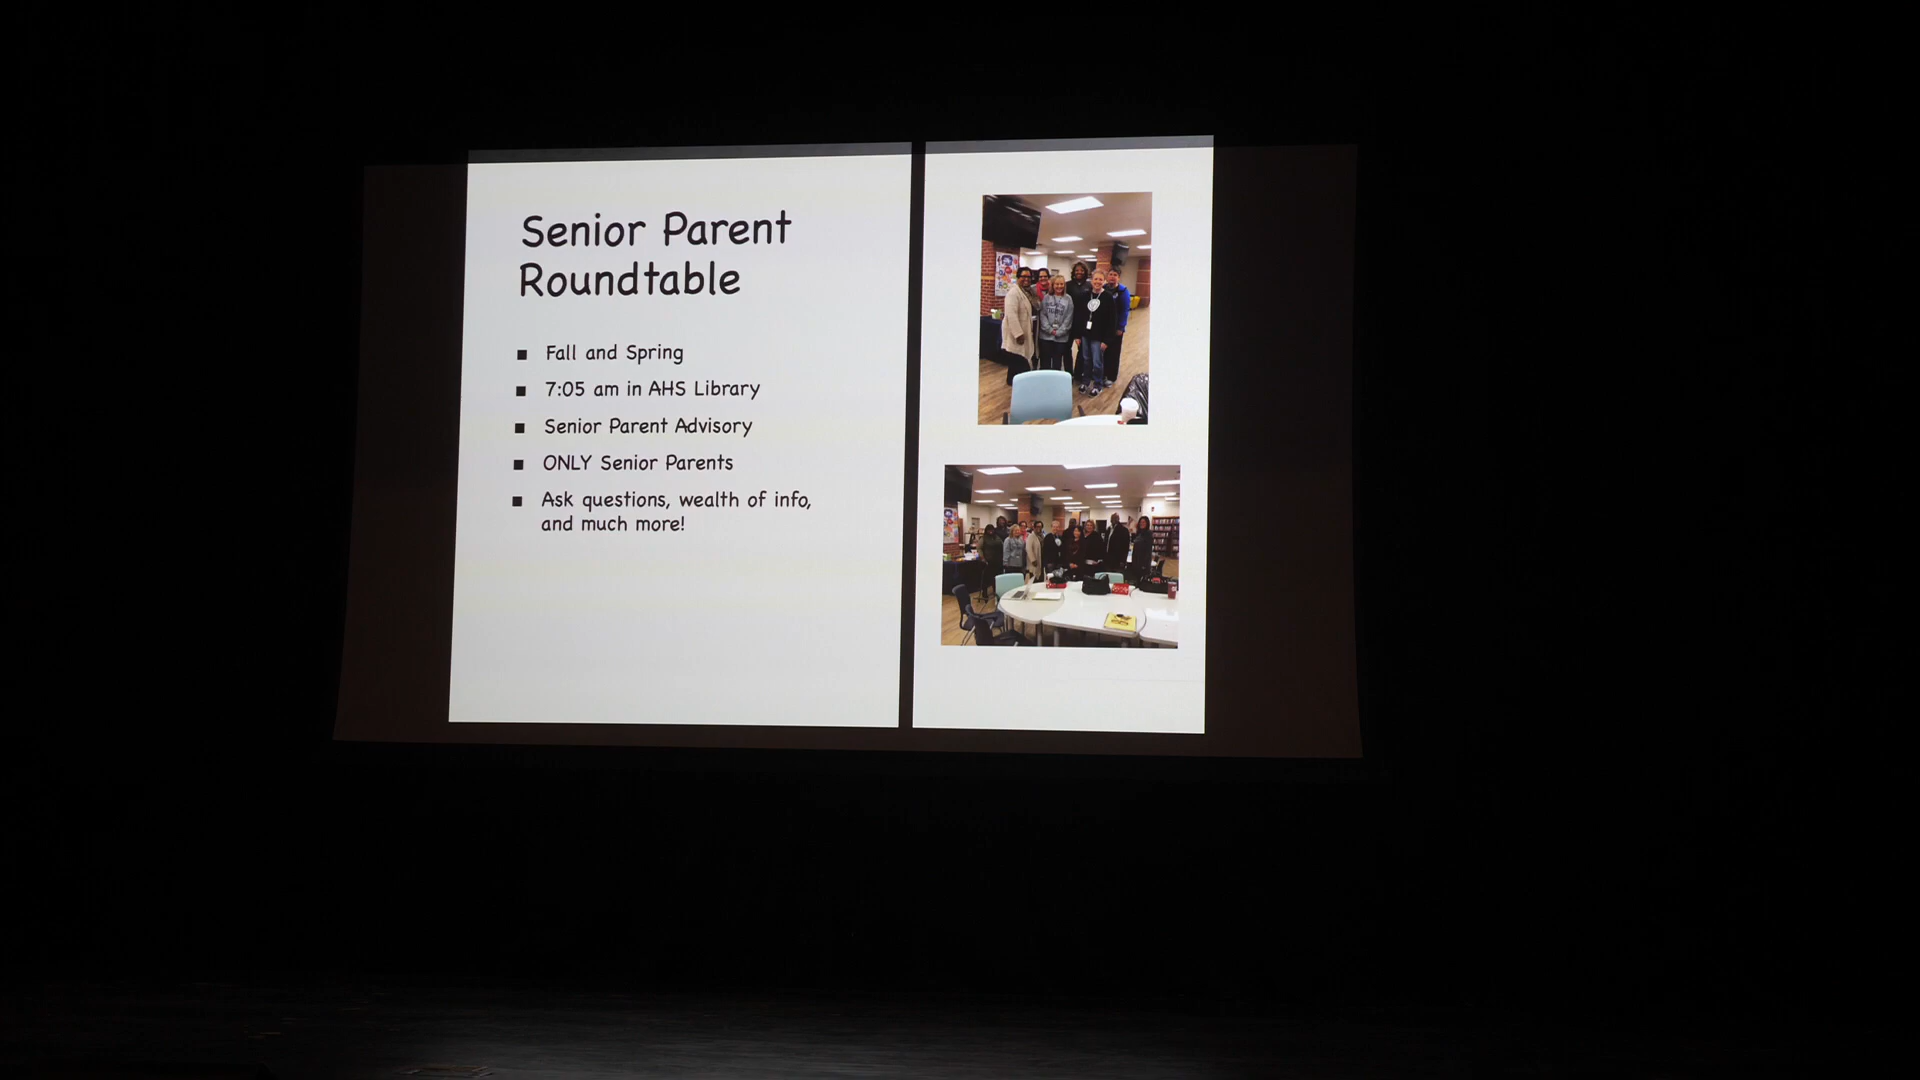 Senior Parent
Roundtable
■ Fall and Spring
■ 7:05 am in AHS Library
■ Senior Parent Advisory
■ ONLY Senior Parents
■ Ask questions, wealth of info,
and much more!